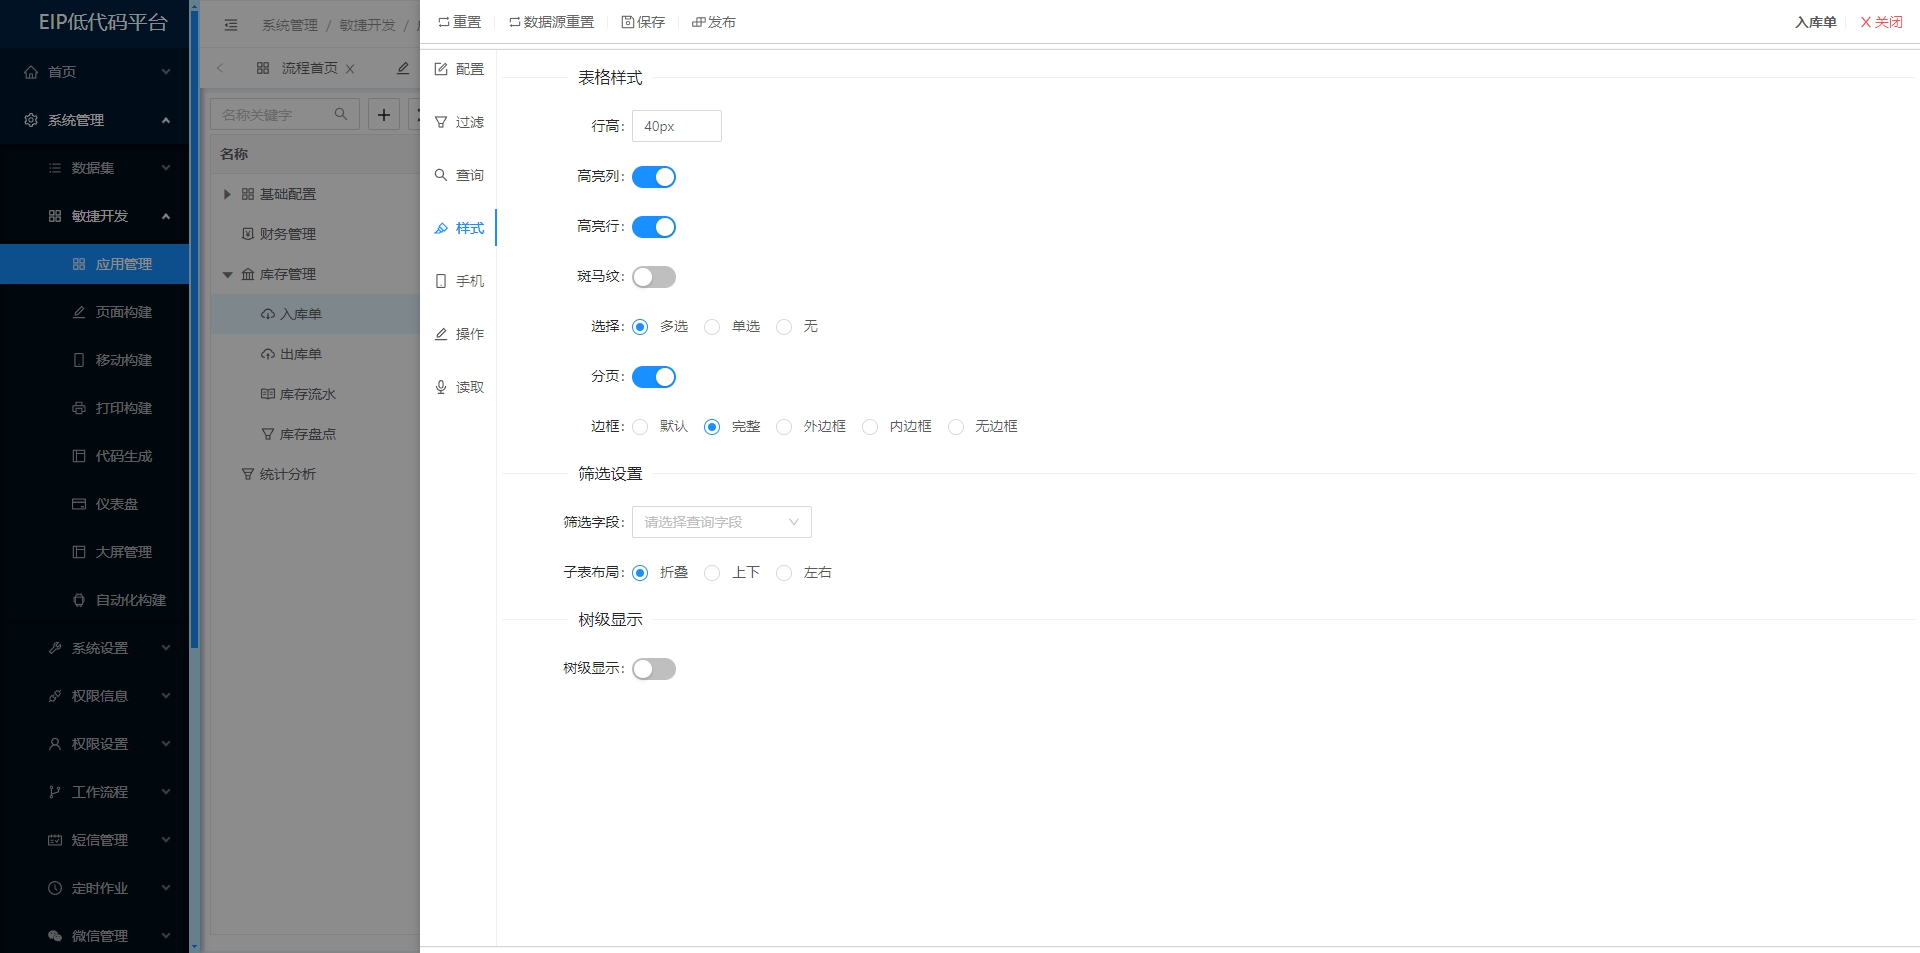 EIP低代码平台
首页
系统管理
数据集
敏捷开发
应用管理
页面构建
移动构建
打印构建
代码生成
仪表盘
大屏管理
自动化构建
系统设置
权限信息
权限设置
工作流程
短信管理
定时作业
微信管理
系统管理 / 敏捷开发 /
流程首页
名称关键字
名称
基础配置
财务管理
库存管理
入库单
出库单
库存流水
库存盘点
统计分析
重置 数据源重置 保存 发布 入库单 关闭
配置
过滤
查询
样式
手机
操作
读取
表格样式
行高: 40px
高亮列:
高亮行:
斑马纹:
选择: 多选 单选 无
分页:
边框: 默认 完整 外边框 内边框 无边框
筛选设置
筛选字段: 请选择查询字段
子表布局: 折叠 上下 左右
树级显示
树级显示: